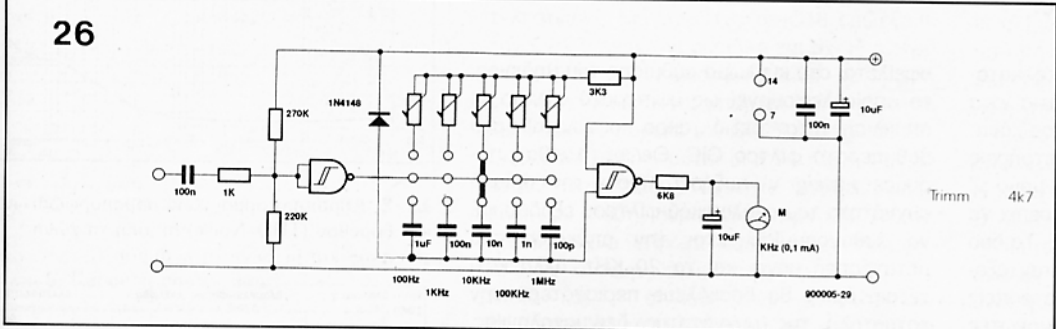 26
270K
1N4148
3K3
14
7
100n
10uF
100n
1K
220K
6K8
Trimm 4k7
10uF
M
KHz (0,1 mA)
1uF
100n
10n
1n
100p
100Hz
1KHz
10KHz
100KHz
1MHz
900005-29